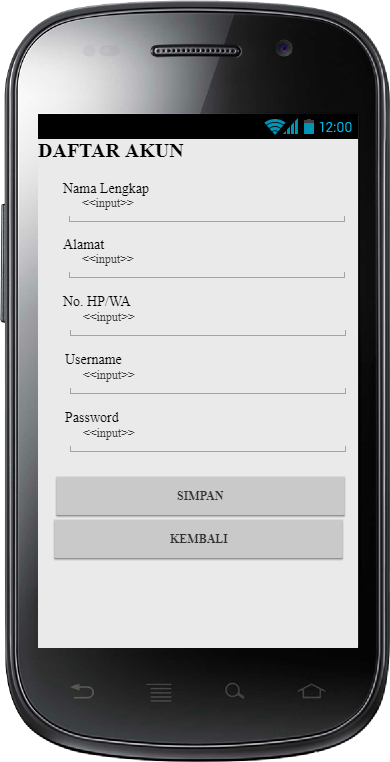 12:00
DAFTAR AKUN
Nama Lengkap
<<input>>
Alamat
<<input>>
No. HP/WA
<<input>>
Username
<<input>>
Password
<<input>>
SIMPAN
KEMBALI